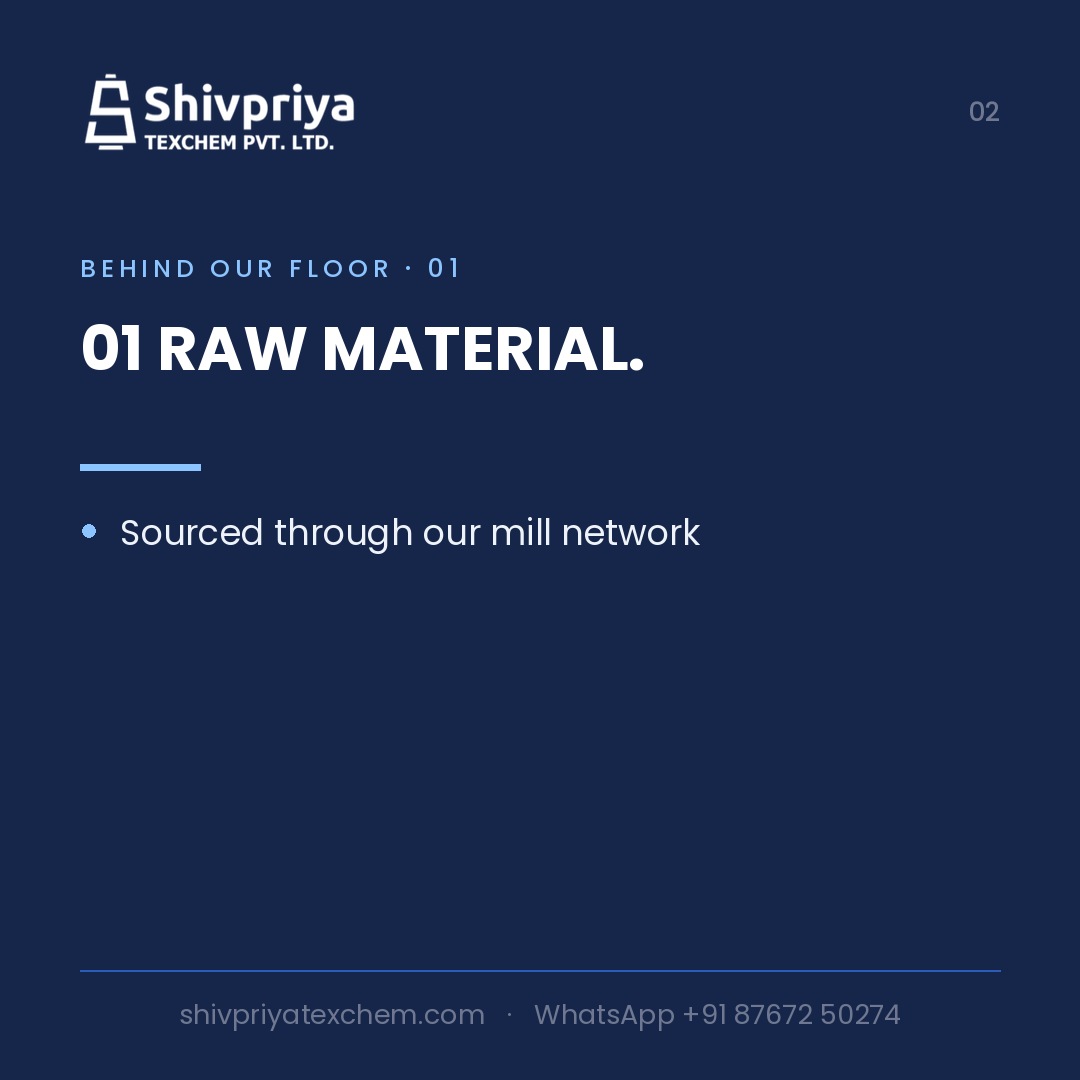 Shivpriya
TEXCHEM PVT. LTD.
02
BEHIND OUR FLOOR · 01
01 RAW MATERIAL.
• Sourced through our mill network
shivpriyatexchem.com · WhatsApp +91 87672 50274